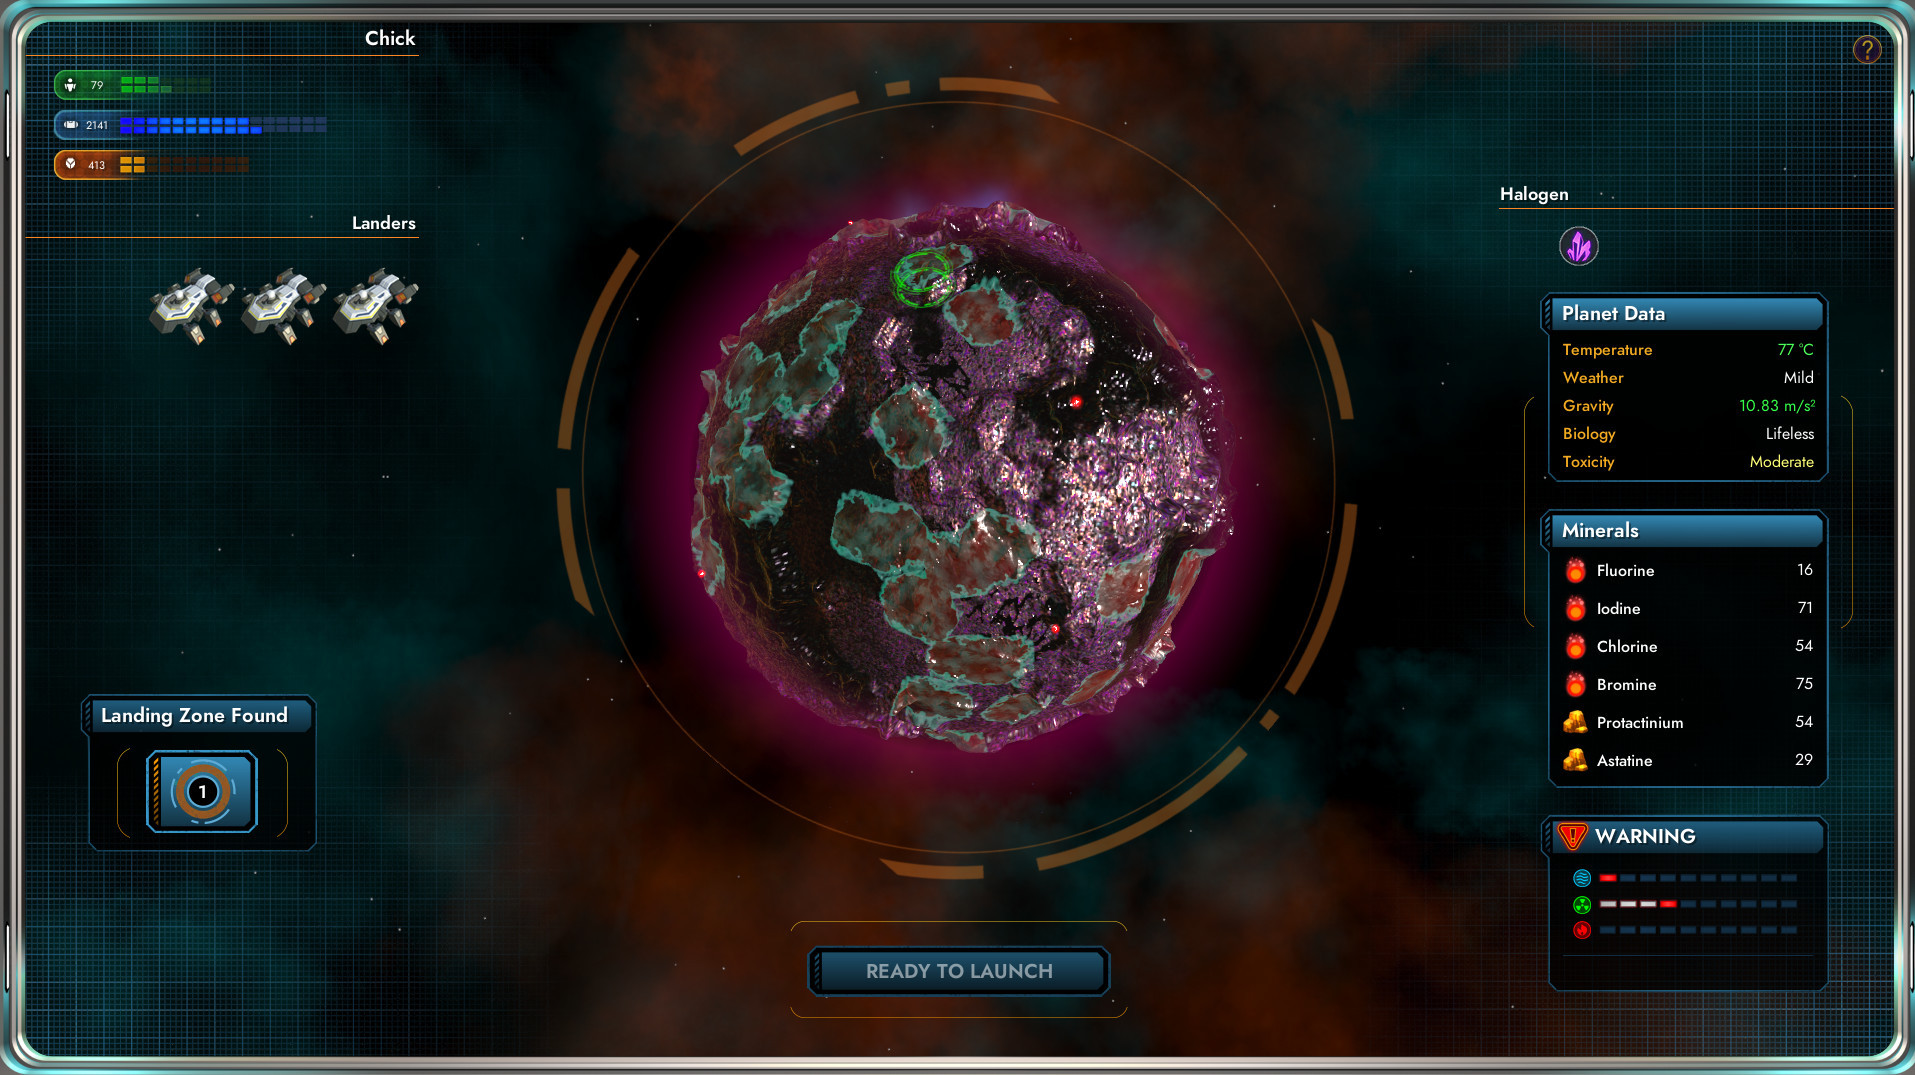 Chick
79
2141
413
Landers
Landing Zone Found
1
READY TO LAUNCH
?
Halogen
Planet Data
Temperature 77 °C
Weather Mild
Gravity 10.83 m/s²
Biology Lifeless
Toxicity Moderate
Minerals
Fluorine 16
Iodine 71
Chlorine 54
Bromine 75
Protactinium 54
Astatine 29
WARNING